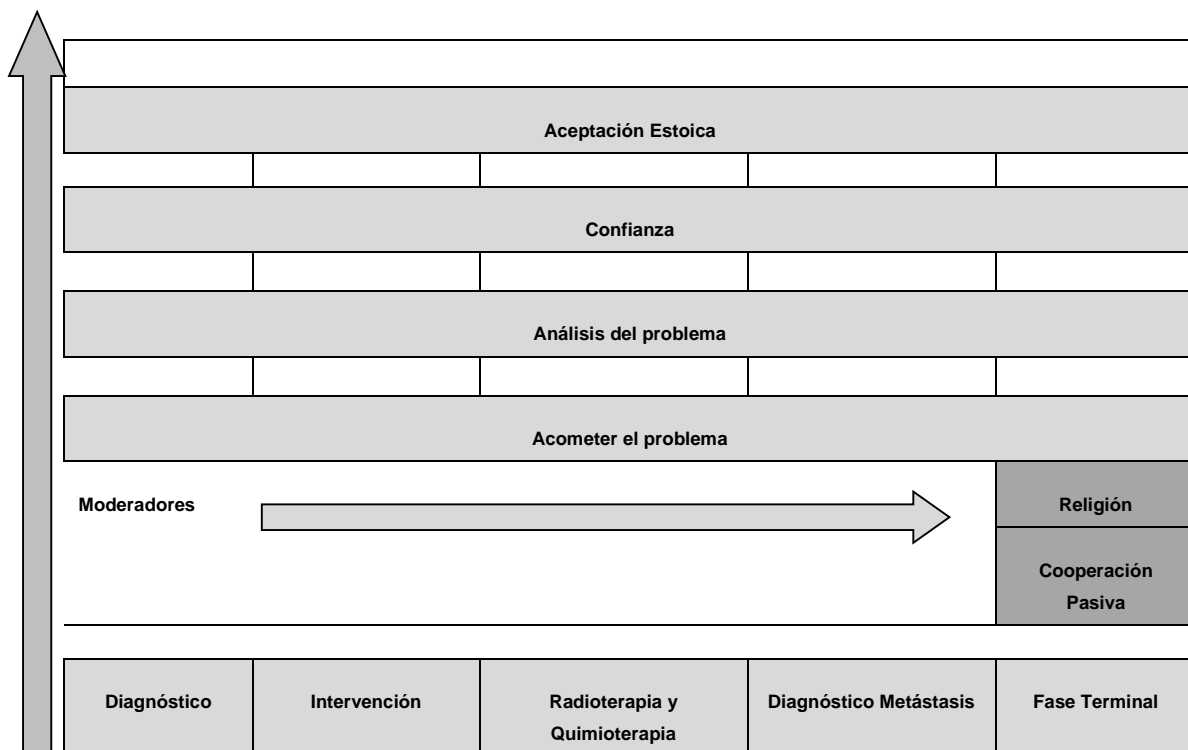 Aceptación Estoica
Confianza
Análisis del problema
Acometer el problema
Moderadores
Religión
Cooperación
Pasiva
Diagnóstico
Intervención
Radioterapia y
Quimioterapia
Diagnóstico Metástasis
Fase Terminal